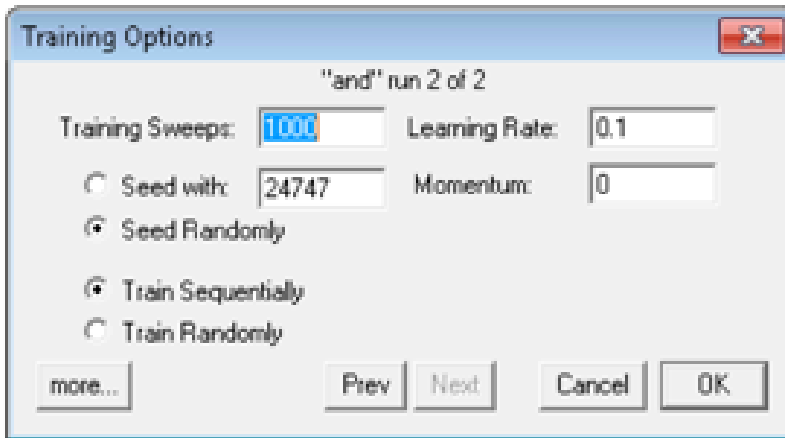 Training Options
"and" run 2 of 2
Training Sweeps: 1000 Learning Rate: 0.1
Seed with: 24747 Momentum: 0
Seed Randomly
Train Sequentially
Train Randomly
more... Prev Next Cancel OK